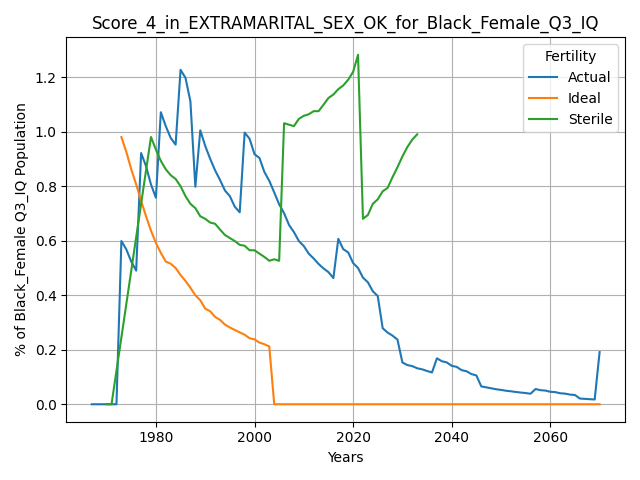 Score_4_in_EXTRAMARITAL_SEX_OK_for_Black_Female_Q3_IQ
Fertility
Actual
Ideal
Sterile
% of Black_Female Q3_IQ Population
1.2
1.0
0.8
0.6
0.4
0.2
0.0
1980
2000
2020
2040
2060
Years